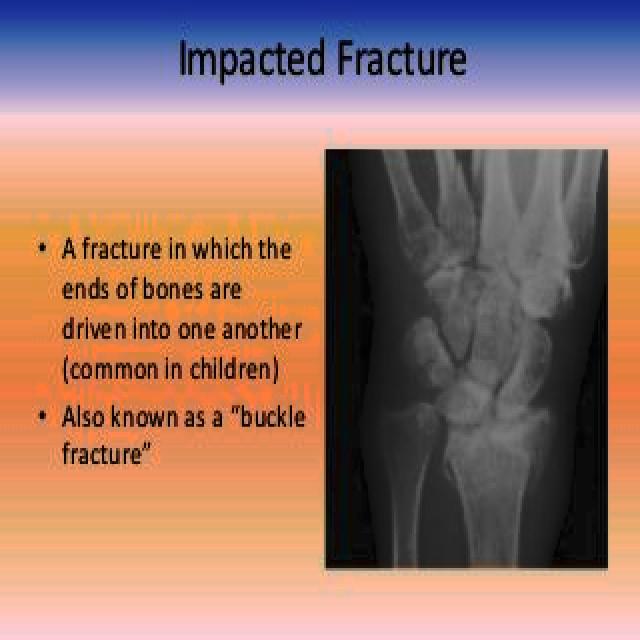 Impacted Fracture
• A fracture in which the
ends of bones are
driven into one another
(common in children)
• Also known as a "buckle
fracture"